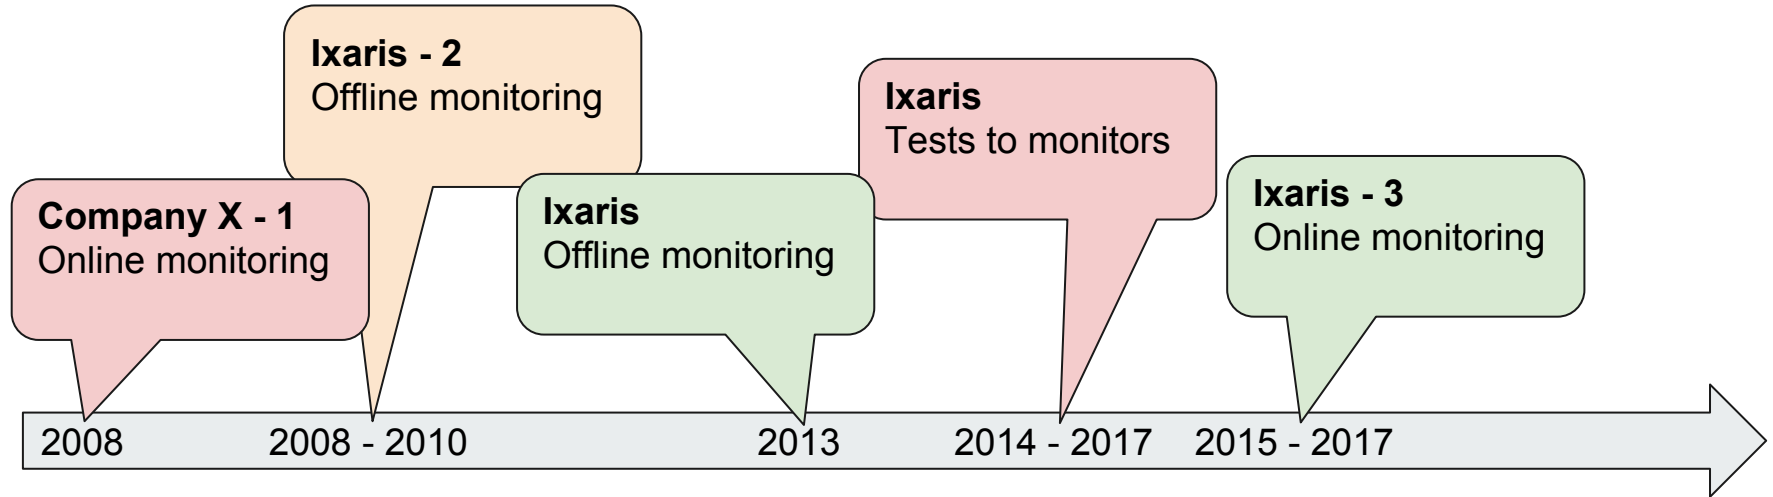 Ixaris - 2
Offline monitoring
Ixaris
Tests to monitors
Company X - 1
Online monitoring
Ixaris
Offline monitoring
Ixaris - 3
Online monitoring
2008
2008 - 2010
2013
2014 - 2017
2015 - 2017